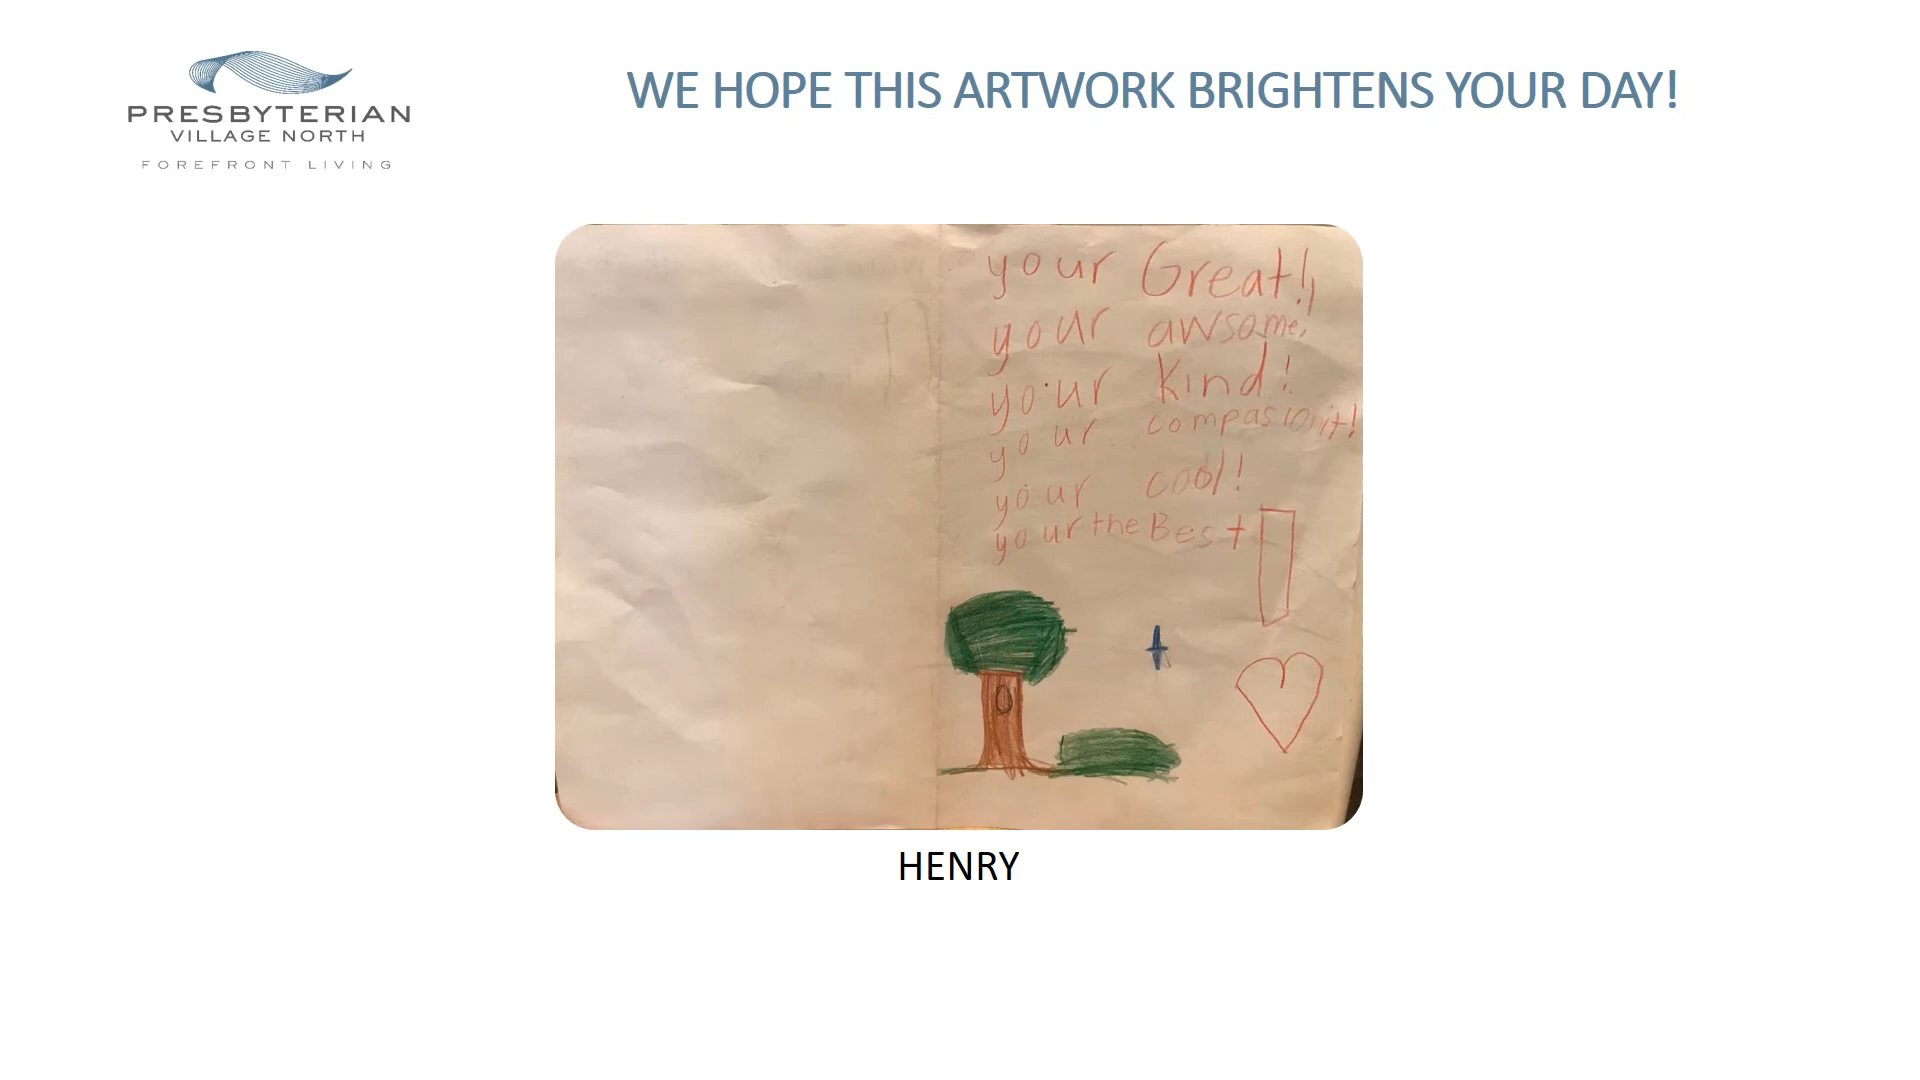 PRESBYTERIAN
VILLAGE NORTH
FOREFRONT LIVING
WE HOPE THIS ARTWORK BRIGHTENS YOUR DAY!
your Great!,
your awsome,
your kind!
your compasionit!
your cool!
your the Best
HENRY